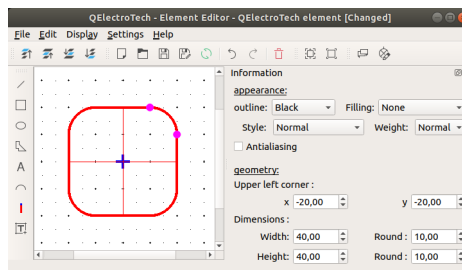 QElectroTech - Element Editor - QElectroTech element [Changed]
File Edit Display Settings Help
Information
appearance:
outline: Black Filling: None
Style: Normal Weight: Normal
Antialiasing
geometry:
Upper left corner :
x -20,00 y -20,00
Dimensions :
Width: 40,00 Round : 10,00
Height: 40,00 Round : 10,00
A
T